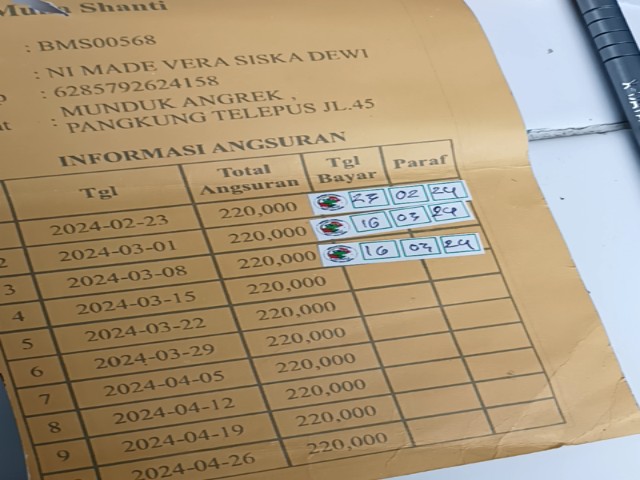 Shanti
: BMS00568
: NI MADE VERA SISKA DEWI
: 6285792624158
: MUNDUK ANGREK ,
PANGKUNG TELEPUS JL.45
INFORMASI ANGSURAN
Tgl Total Angsuran Tgl Bayar Paraf
2024-02-23 220,000 23 02 24
2 2024-03-01 220,000 16 03 24
3 2024-03-08 220,000 16 03 24
4 2024-03-15 220,000
5 2024-03-22 220,000
6 2024-03-29 220,000
7 2024-04-05 220,000
8 2024-04-12 220,000
9 2024-04-19 220,000
2024-04-26 220,000